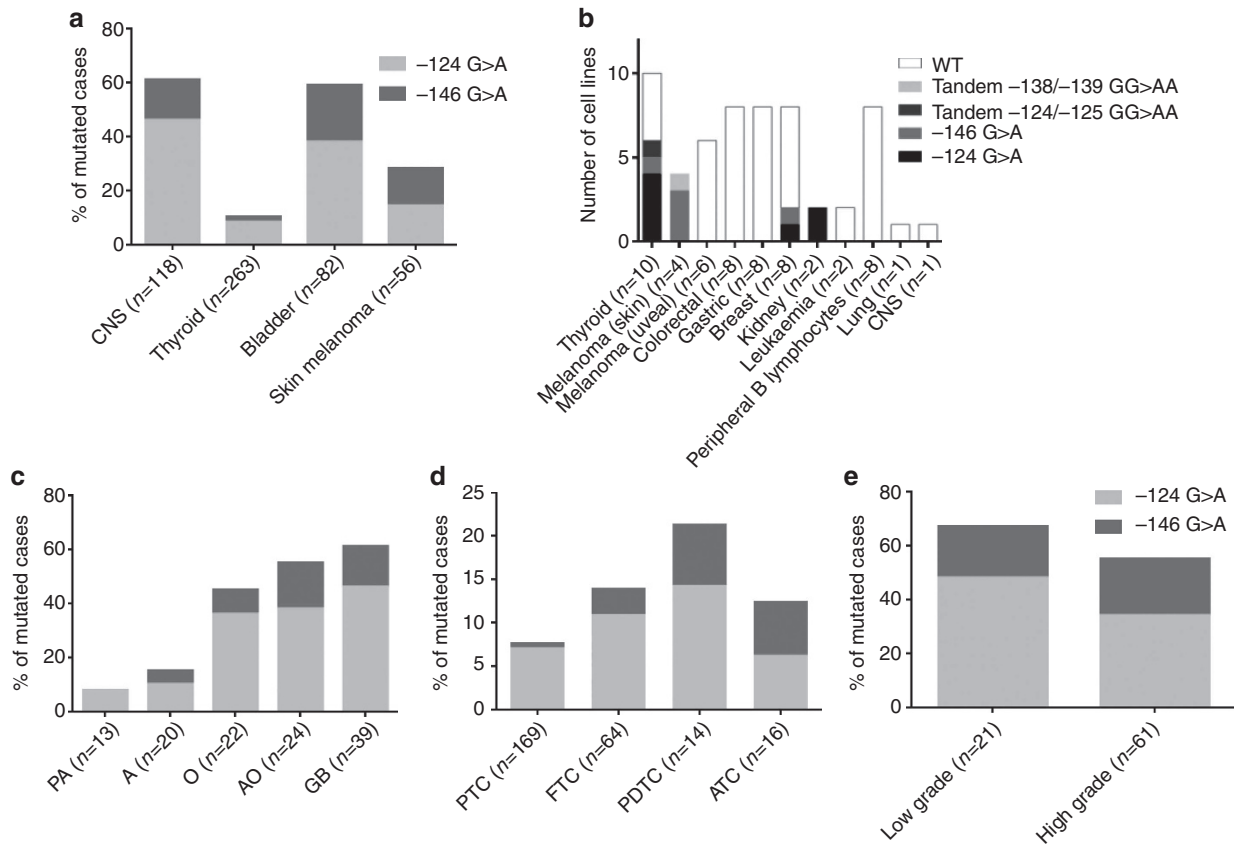 a
80
60
40
20
0
% of mutated cases
–124 G>A
–146 G>A
CNS (n=118)
Thyroid (n=263)
Bladder (n=82)
Skin melanoma (n=56)
b
10
5
0
Number of cell lines
WT
Tandem –138/–139 GG>AA
Tandem –124/–125 GG>AA
–146 G>A
–124 G>A
Thyroid (n=10)
Melanoma (skin) (n=4)
Melanoma (uveal) (n=6)
Colorectal (n=8)
Gastric (n=8)
Breast (n=8)
Kidney (n=2)
Leukaemia (n=2)
Peripheral B lymphocytes (n=8)
Lung (n=1)
CNS (n=1)
c
80
60
40
20
0
% of mutated cases
PA (n=13)
A (n=20)
O (n=22)
AO (n=24)
GB (n=39)
d
25
20
15
10
5
0
% of mutated cases
PTC (n=169)
FTC (n=64)
PDTC (n=14)
ATC (n=16)
e
80
60
40
20
0
% of mutated cases
–124 G>A
–146 G>A
Low grade (n=21)
High grade (n=61)